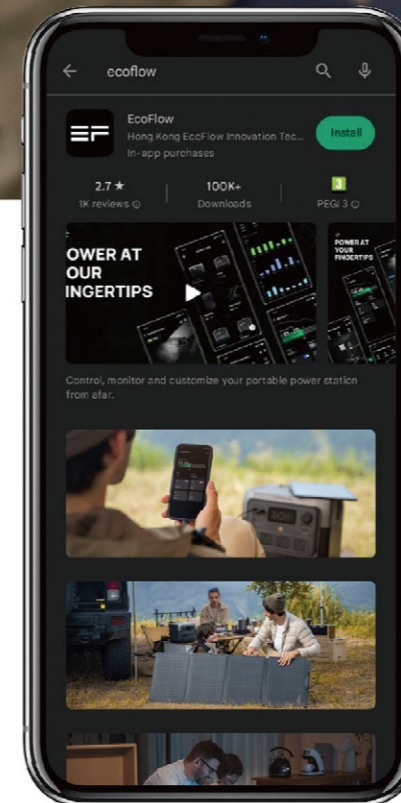 ecoflow
EF
EcoFlow
Hong Kong EcoFlow Innovation Tec...
In-app purchases
Install
2.7 ★
1K reviews
100K+
Downloads
3
PEGI 3
OWER AT
OUR
INGERTIPS
POWER AT
YOUR
FINGERTIPS
Control, monitor and customize your portable power station
from afar.